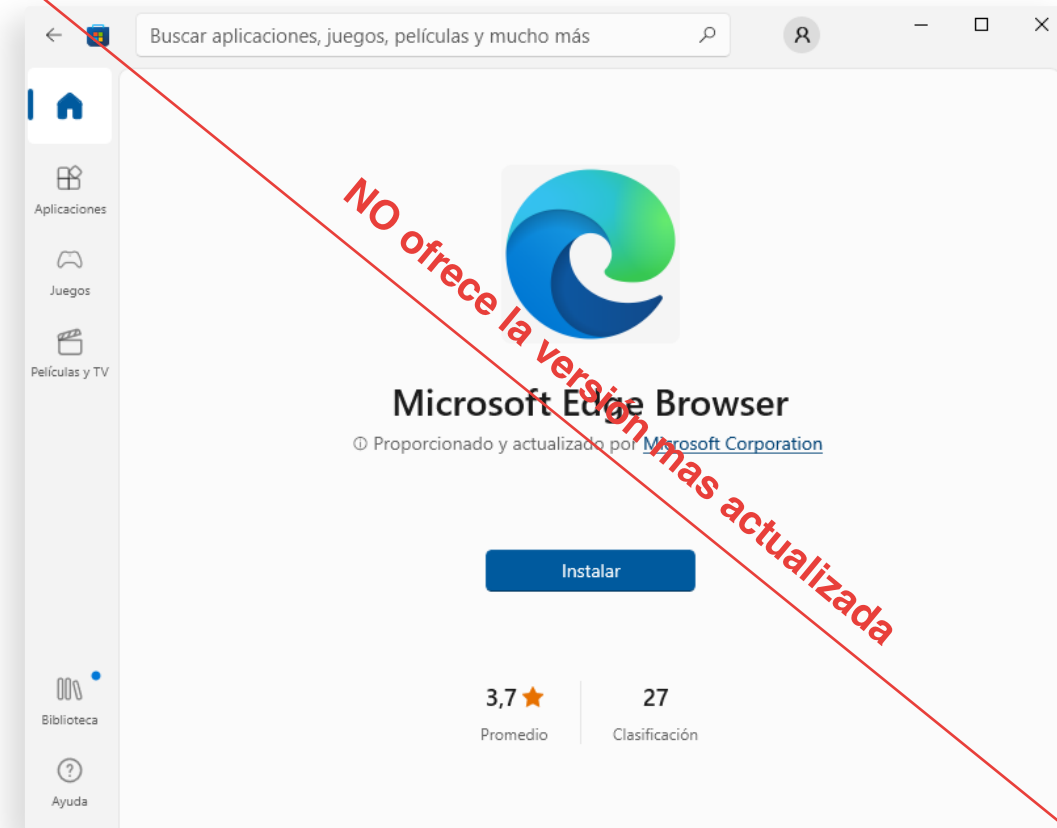 Buscar aplicaciones, juegos, películas y mucho más
Aplicaciones
Juegos
Películas y TV
NO ofrece la versión mas actualizada
Microsoft Edge Browser
Proporcionado y actualizado por Microsoft Corporation
Instalar
3,7
27
Promedio
Clasificación
Biblioteca
Ayuda